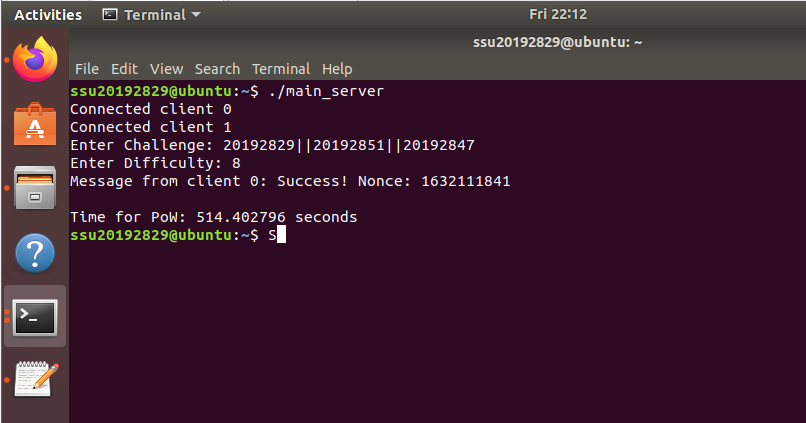 Activities Terminal Fri 22:12
ssu20192829@ubuntu: ~
File Edit View Search Terminal Help
ssu20192829@ubuntu:~$ ./main_server
Connected client 0
Connected client 1
Enter Challenge: 20192829||20192851||20192847
Enter Difficulty: 8
Message from client 0: Success! Nonce: 1632111841
Time for PoW: 514.402796 seconds
ssu20192829@ubuntu:~$ S